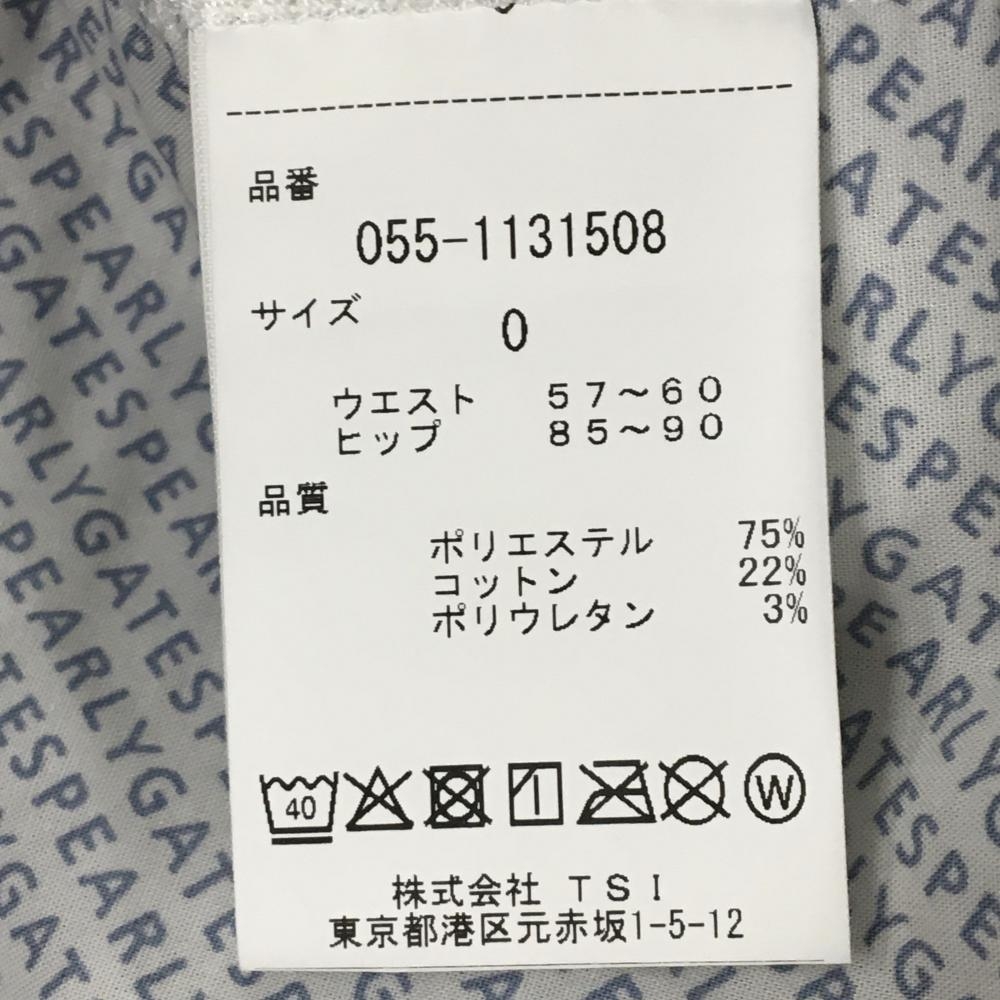 品番
055-1131508
サイズ 0
ウエスト 57～60
ヒップ 85～90
品質
ポリエステル 75%
コットン 22%
ポリウレタン 3%
40 W
株式会社 TSI
東京都港区元赤坂1-5-12
PEARLYGATES